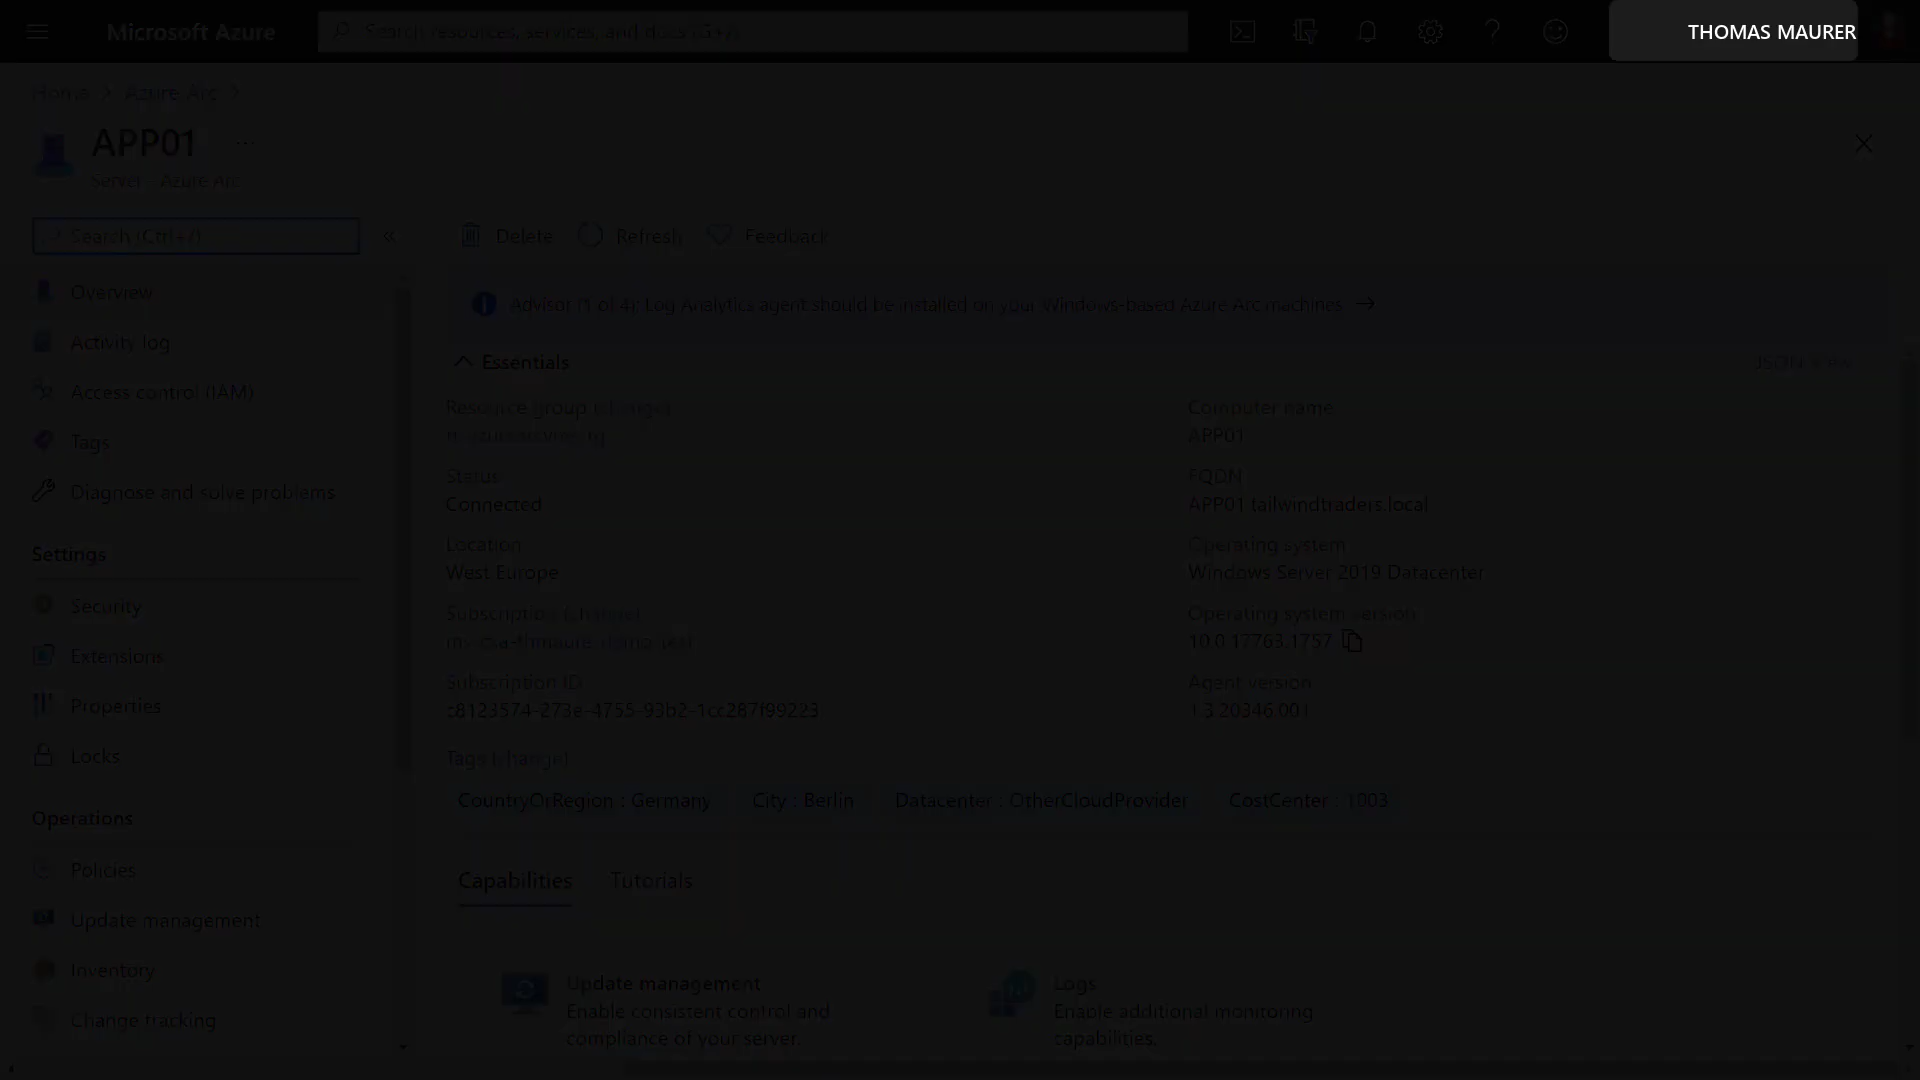 Microsoft Azure
Search resources, services, and docs (G+/)
THOMAS MAURER
Home > Azure Arc >
APP01 ...
Server - Azure Arc
Search (Ctrl+/)
«
Delete
Refresh
Feedback
Overview
Activity log
Access control (IAM)
Tags
Diagnose and solve problems
Settings
Security
Extensions
Properties
Locks
Operations
Policies
Update management
Inventory
Change tracking
Advisor (1 of 4): Log Analytics agent should be installed on your Windows-based Azure Arc machines →
Essentials
JSON View
Resource group (change)
Status
Connected
Location
West Europe
Subscription (change)
Subscription ID
c8123574-273e-4755-93b2-1cc287f99223
Computer name
APP01
FQDN
APP01.tailwindtraders.local
Operating system
Windows Server 2019 Datacenter
Operating system version
10.0.17763.1757
Agent version
1.3.20346.001
Tags (change)
CountryOrRegion : Germany
City : Berlin
Datacenter : OtherCloudProvider
CostCenter : 1003
Capabilities
Tutorials
Update management
Enable consistent control and
compliance of your server.
Logs
Enable additional monitoring
capabilities.